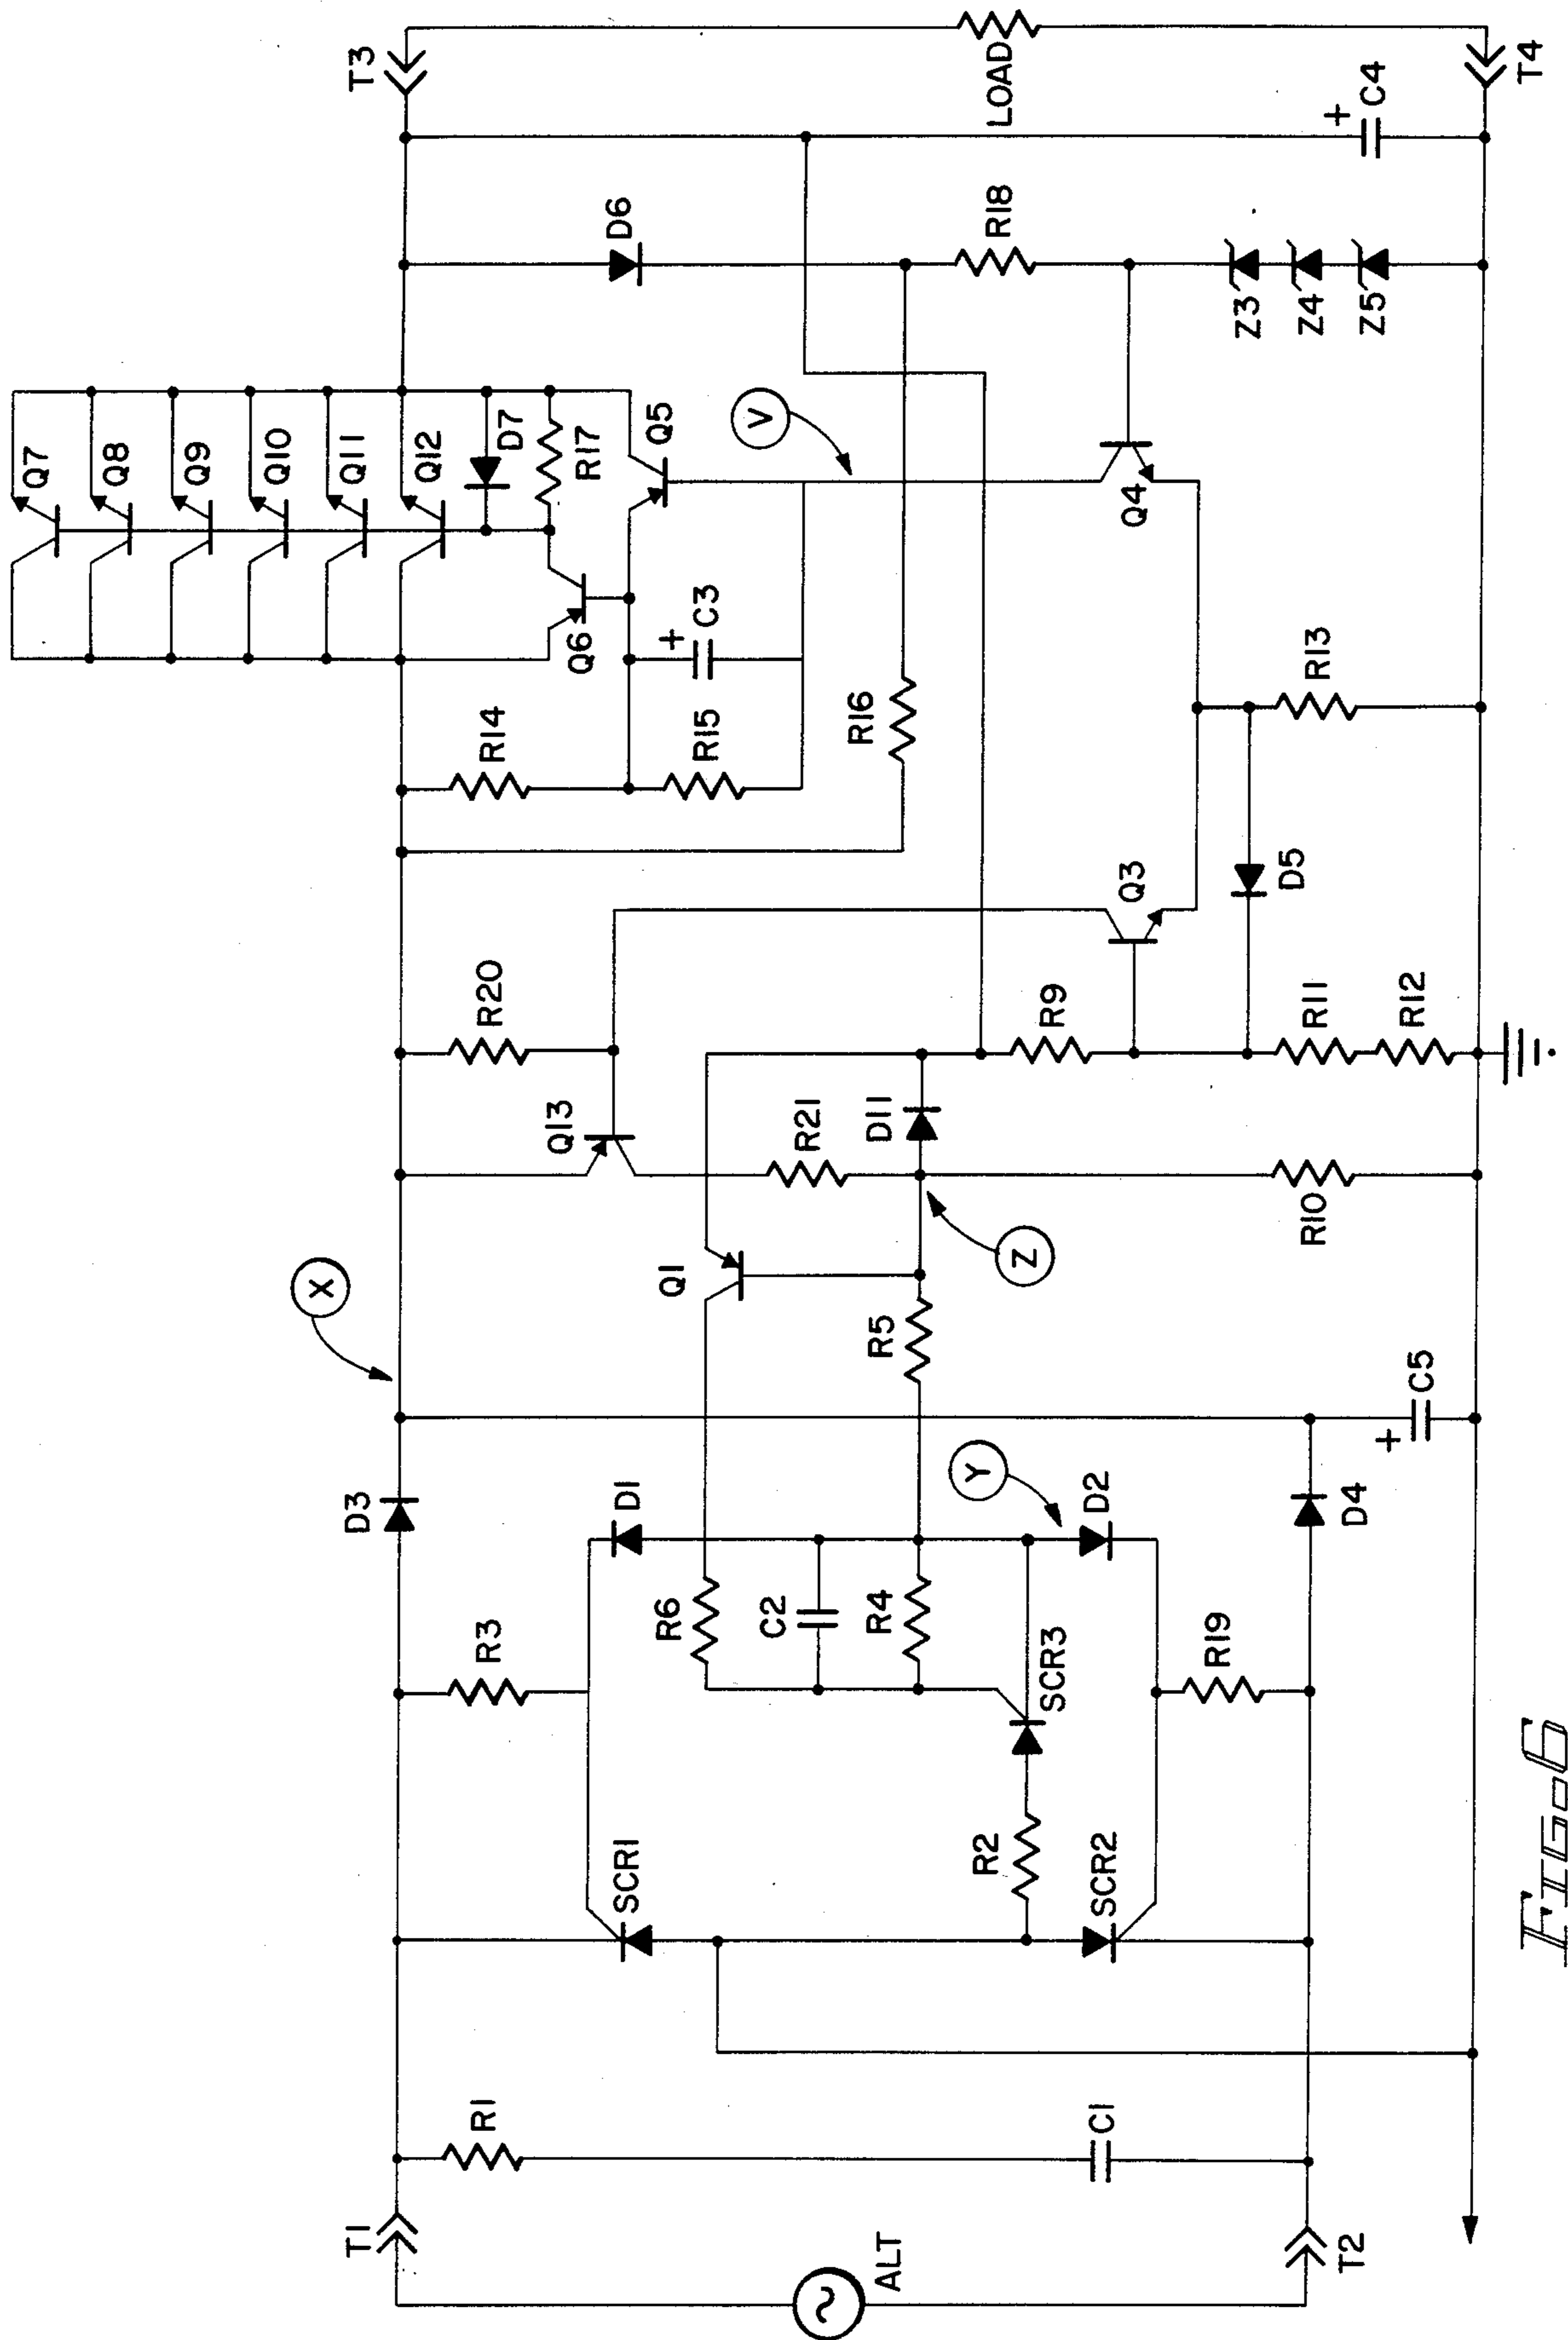 Q7
Q8
Q9
Q10
Q11
Q12
D7
R17
Q5
Q6
C3
+
R14
R15
T3
LOAD
T4
D6
R18
C4
+
Z3
Z4
Z5
V
Q4
R16
R13
Q3
D5
R20
R9
R11
R12
Q13
R21
D11
R10
Z
X
Q1
R5
C5
+
D3
D1
Y
D2
D4
R3
R6
C2
R4
SCR3
R19
SCR1
R2
SCR2
R1
C1
T1
ALT
T2
FIG.6